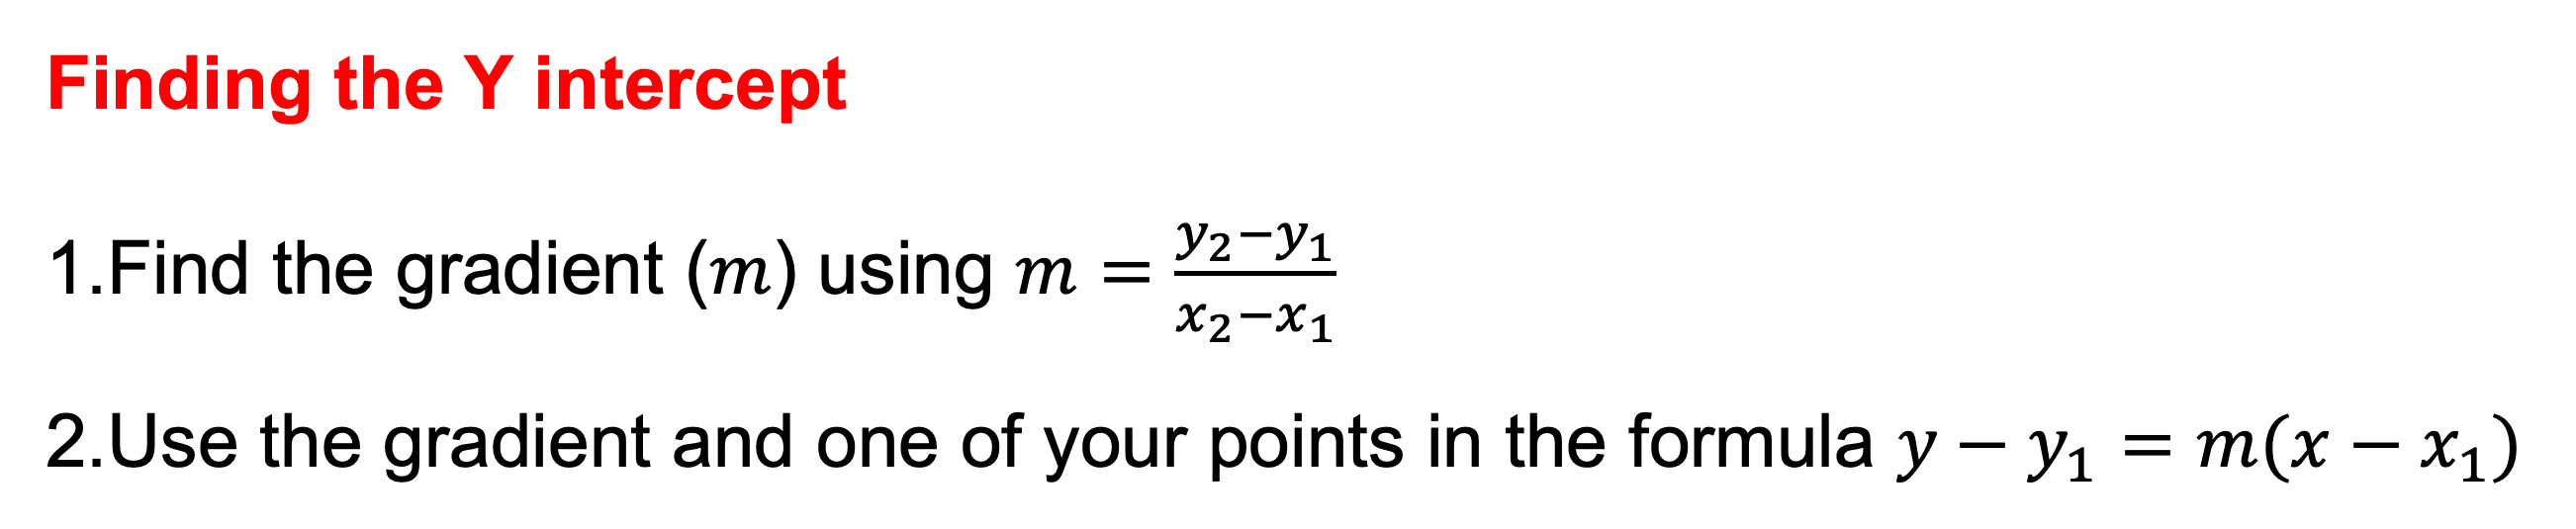 Finding the Y intercept
1.Find the gradient (𝑚) using 𝑚 = (𝑦₂−𝑦₁)/(𝑥₂−𝑥₁)
2.Use the gradient and one of your points in the formula 𝑦 − 𝑦₁ = 𝑚(𝑥 − 𝑥₁)